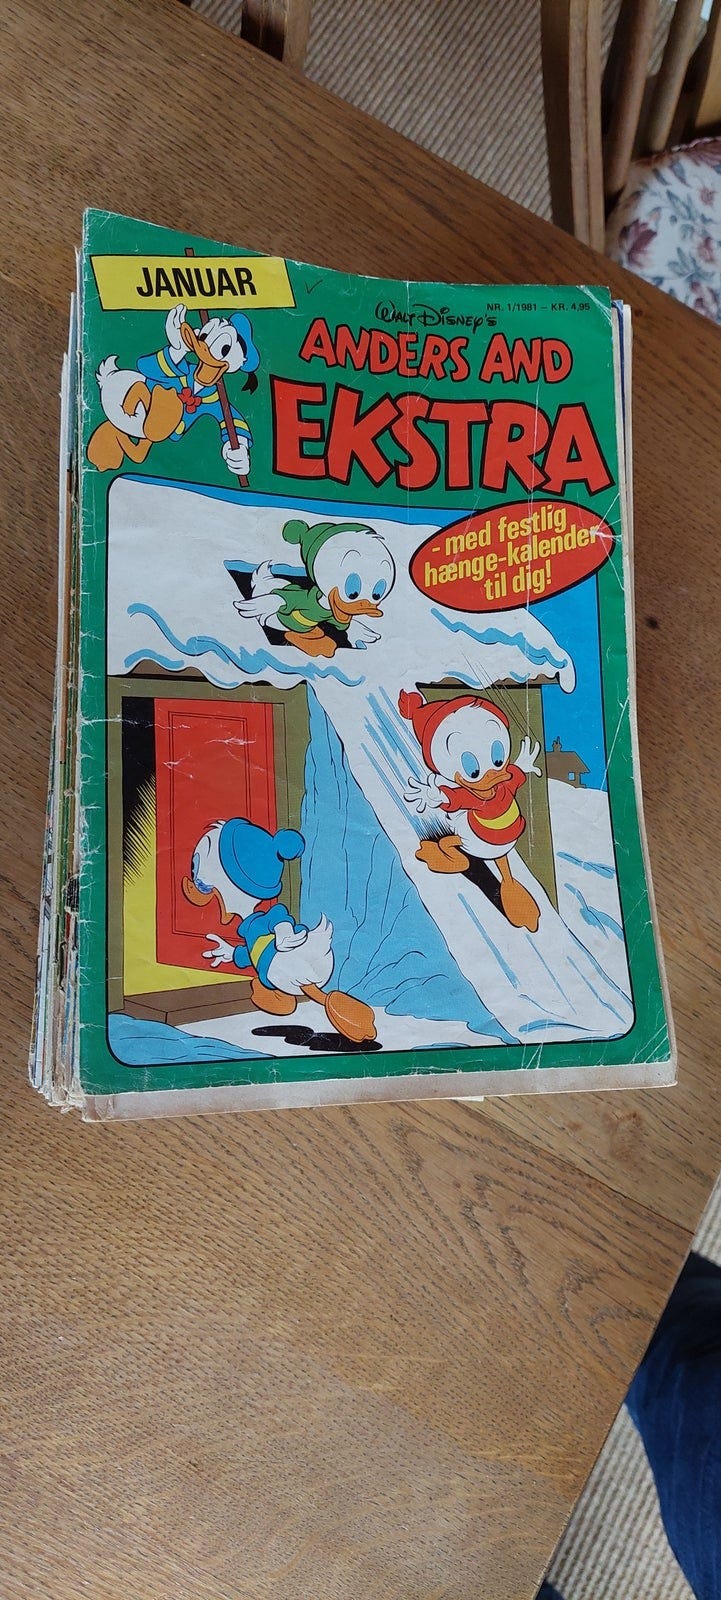 JANUAR
NR. 1/1981 – KR. 4,95
Walt Disney's
ANDERS AND
EKSTRA
- med festlig
hænge-kalender
til dig!